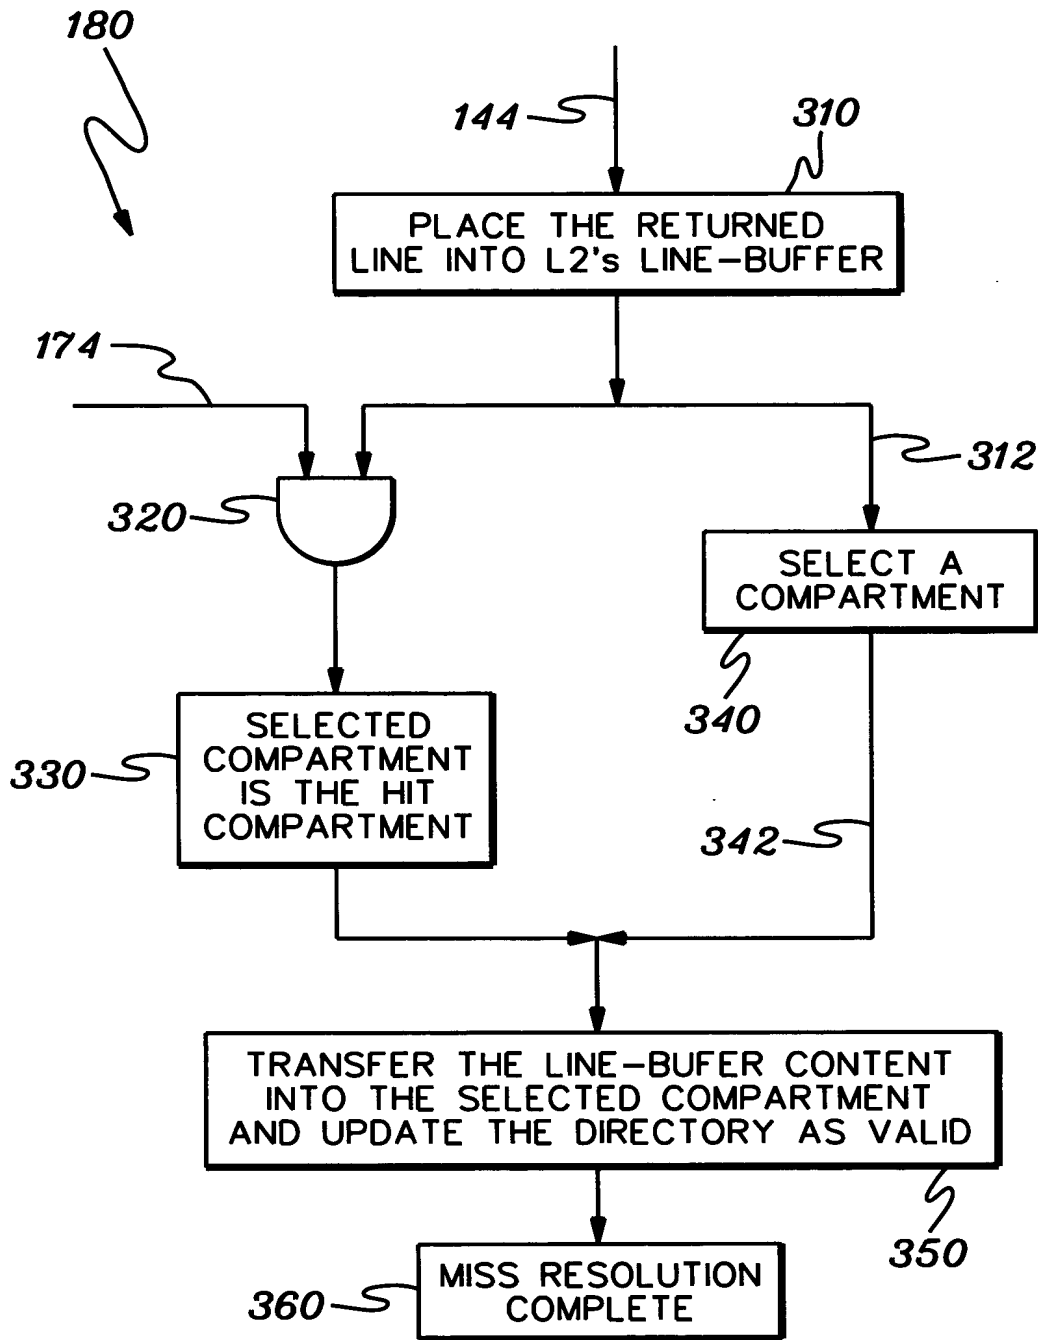 180
144
310
PLACE THE RETURNED
LINE INTO L2's LINE-BUFFER
174
312
320
SELECT A
COMPARTMENT
340
SELECTED
COMPARTMENT
IS THE HIT
COMPARTMENT
330
342
TRANSFER THE LINE-BUFER CONTENT
INTO THE SELECTED COMPARTMENT
AND UPDATE THE DIRECTORY AS VALID
350
MISS RESOLUTION
COMPLETE
360